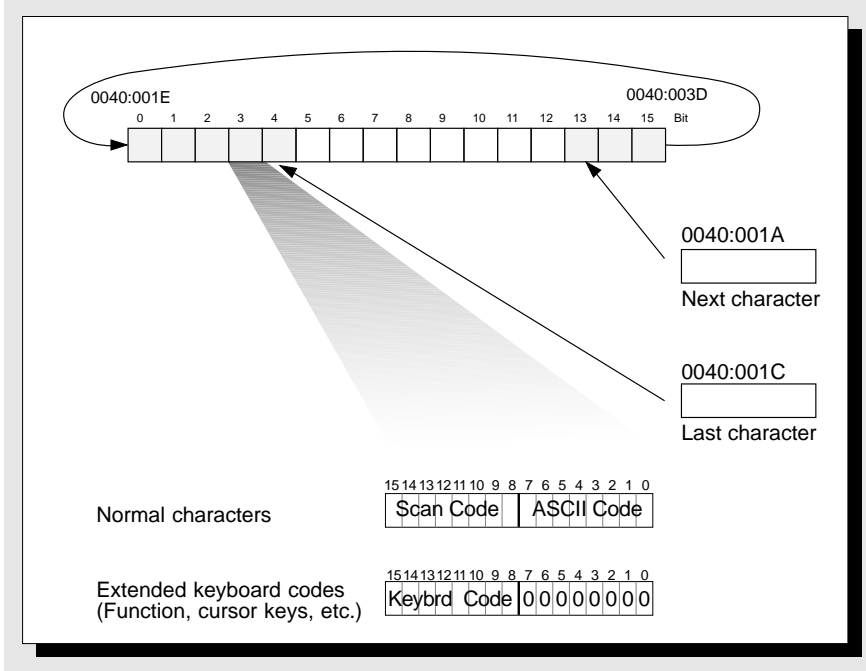 0040:001E 0040:003D
0 1 2 3 4 5 6 7 8 9 10 11 12 13 14 15 Bit
0040:001A
Next character
0040:001C
Last character
15 14 13 12 11 10 9 8 7 6 5 4 3 2 1 0
Normal characters Scan Code ASCII Code
15 14 13 12 11 10 9 8 7 6 5 4 3 2 1 0
Extended keyboard codes Keybrd Code 0 0 0 0 0 0 0 0
(Function, cursor keys, etc.)